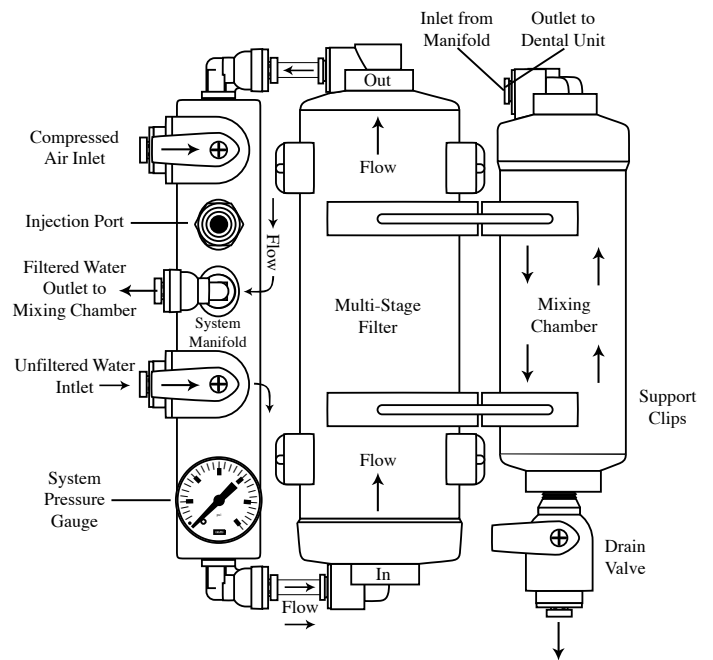 Inlet from
Manifold
Outlet to
Dental Unit
Out
Compressed
Air Inlet
Flow
Injection Port
Flow
Filtered Water
Outlet to
Mixing Chamber
System
Manifold
Multi-Stage
Filter
Mixing
Chamber
Unfiltered Water
Intlet
Support
Clips
System
Pressure
Gauge
Flow
Drain
Valve
In
Flow